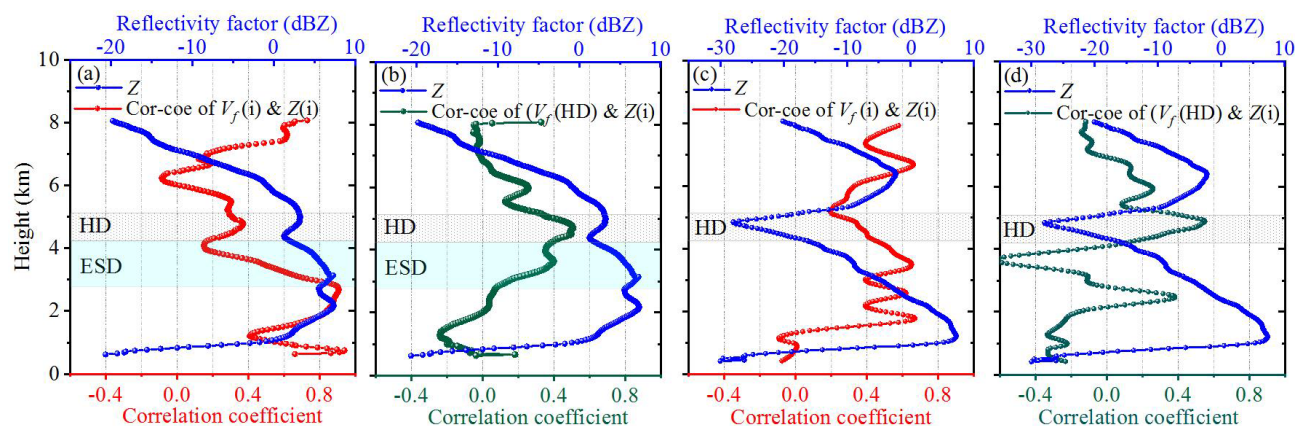 Reflectivity factor (dBZ) Reflectivity factor (dBZ) Reflectivity factor (dBZ) Reflectivity factor (dBZ)
-20 -10 0 10 -20 -10 0 10 -30 -20 -10 0 10 -30 -20 -10 0 10
10 (a) (b) (c) (d)
Z Z Z Z
Cor-coe of Vf (i) & Z(i) Cor-coe of (Vf (HD) & Z(i) Cor-coe of Vf (i) & Z(i) Cor-coe of (Vf (HD) & Z(i)
8
6
HD HD HD HD
4
ESD ESD
2
0
Height (km)
-0.4 0.0 0.4 0.8 -0.4 0.0 0.4 0.8 -0.4 0.0 0.4 0.8 -0.4 0.0 0.4 0.8
Correlation coefficient Correlation coefficient Correlation coefficient Correlation coefficient